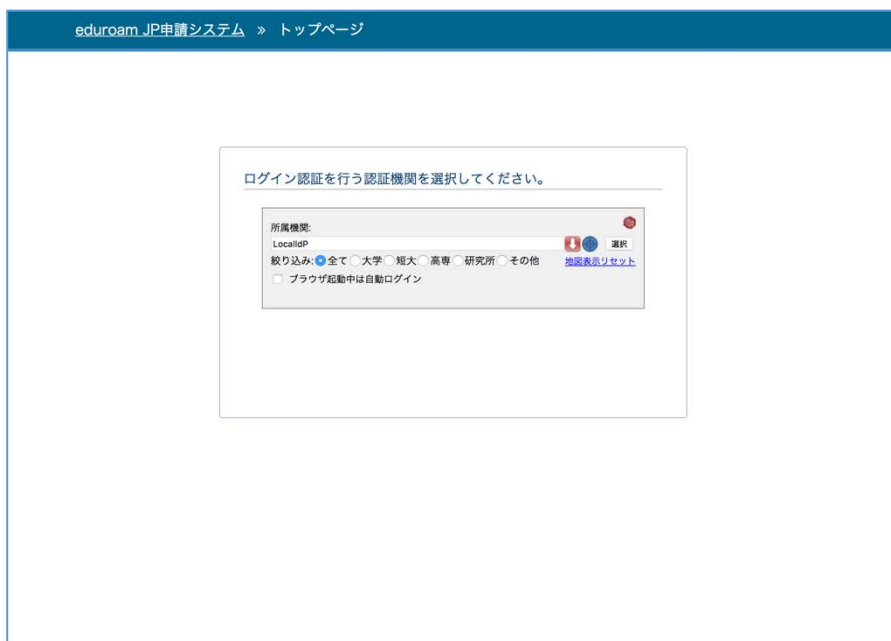 eduroam JP申請システム » トップページ
ログイン認証を行う認証機関を選択してください。
所属機関:
LocalIdP 選択
絞り込み: 全て 大学 短大 高専 研究所 その他 地図表示リセット
ブラウザ起動中は自動ログイン